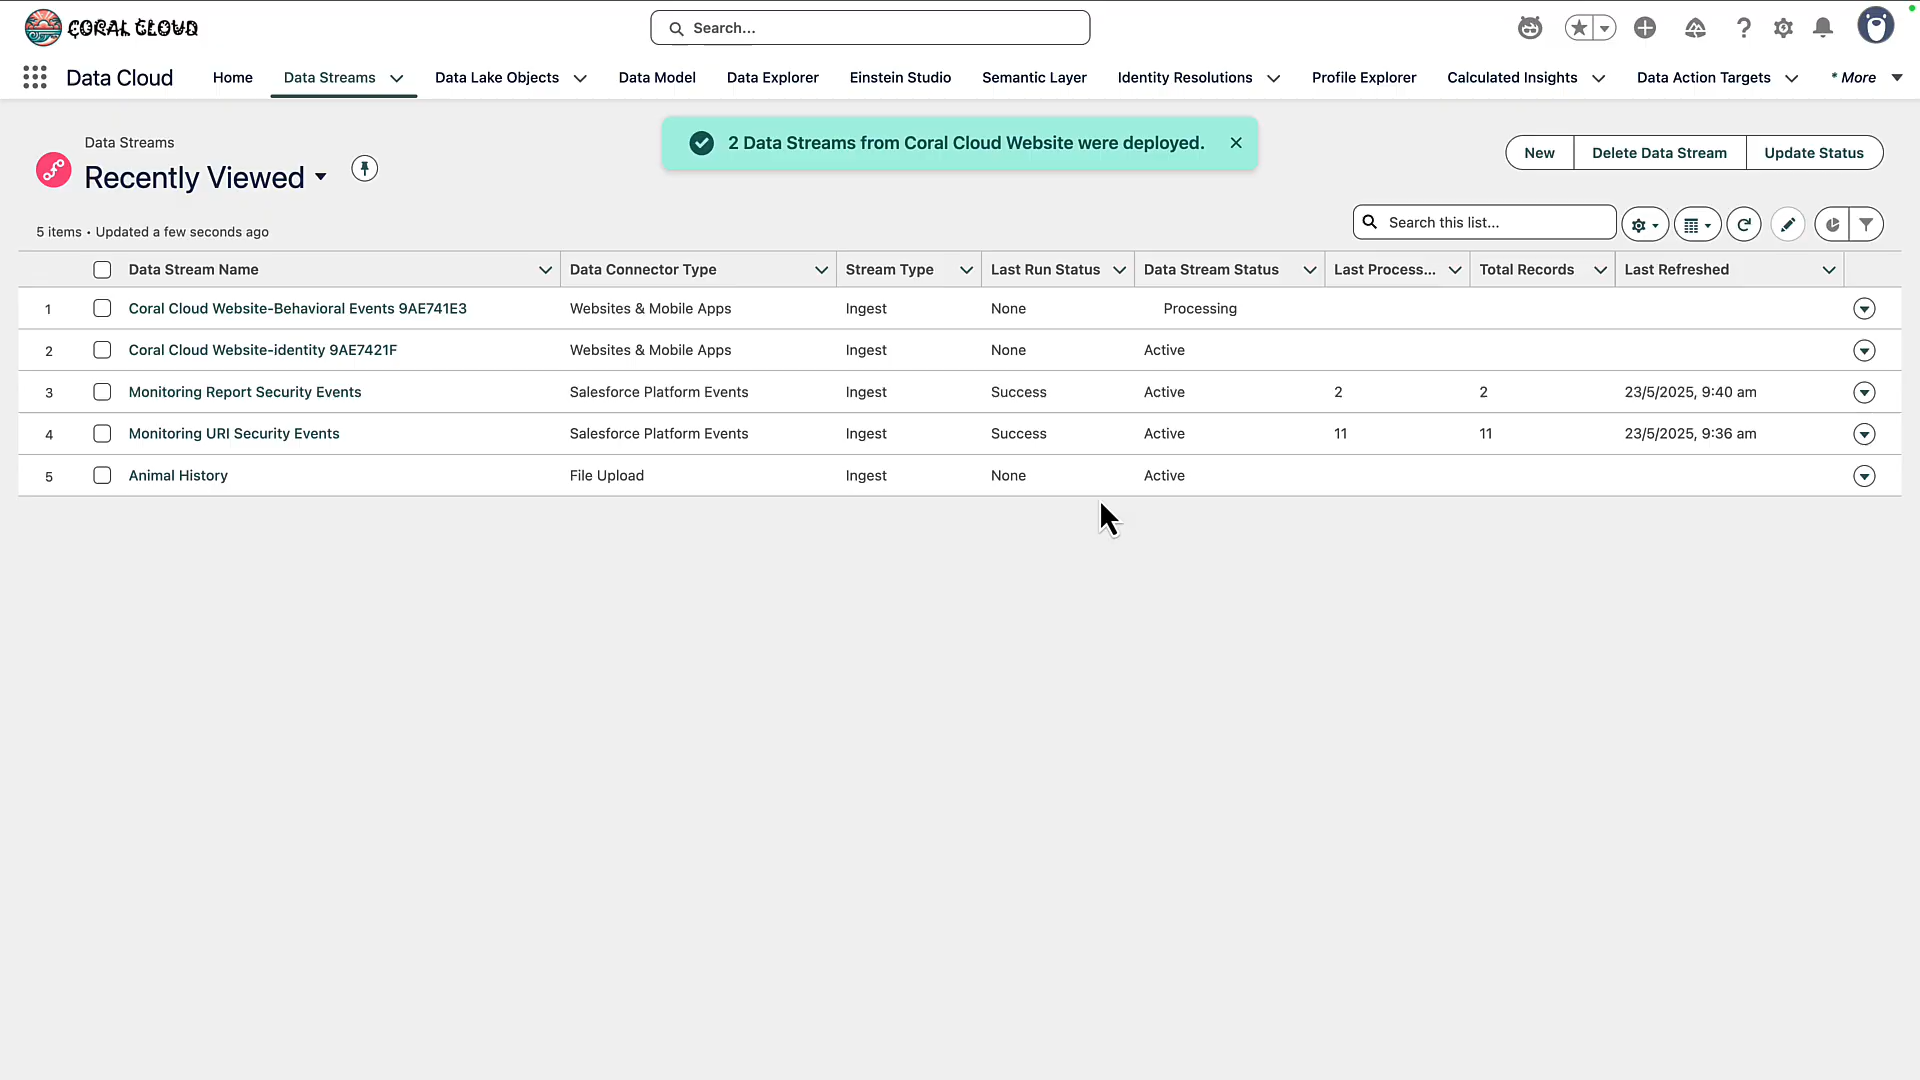 CORAL CLOUD
Search...
Data Cloud Home Data Streams Data Lake Objects Data Model Data Explorer Einstein Studio Semantic Layer Identity Resolutions Profile Explorer Calculated Insights Data Action Targets * More
Data Streams
Recently Viewed
2 Data Streams from Coral Cloud Website were deployed.
New Delete Data Stream Update Status
5 items • Updated a few seconds ago
Search this list...
Data Stream Name Data Connector Type Stream Type Last Run Status Data Stream Status Last Process... Total Records Last Refreshed
1 Coral Cloud Website-Behavioral Events 9AE741E3 Websites & Mobile Apps Ingest None Processing
2 Coral Cloud Website-identity 9AE7421F Websites & Mobile Apps Ingest None Active
3 Monitoring Report Security Events Salesforce Platform Events Ingest Success Active 2 2 23/5/2025, 9:40 am
4 Monitoring URI Security Events Salesforce Platform Events Ingest Success Active 11 11 23/5/2025, 9:36 am
5 Animal History File Upload Ingest None Active